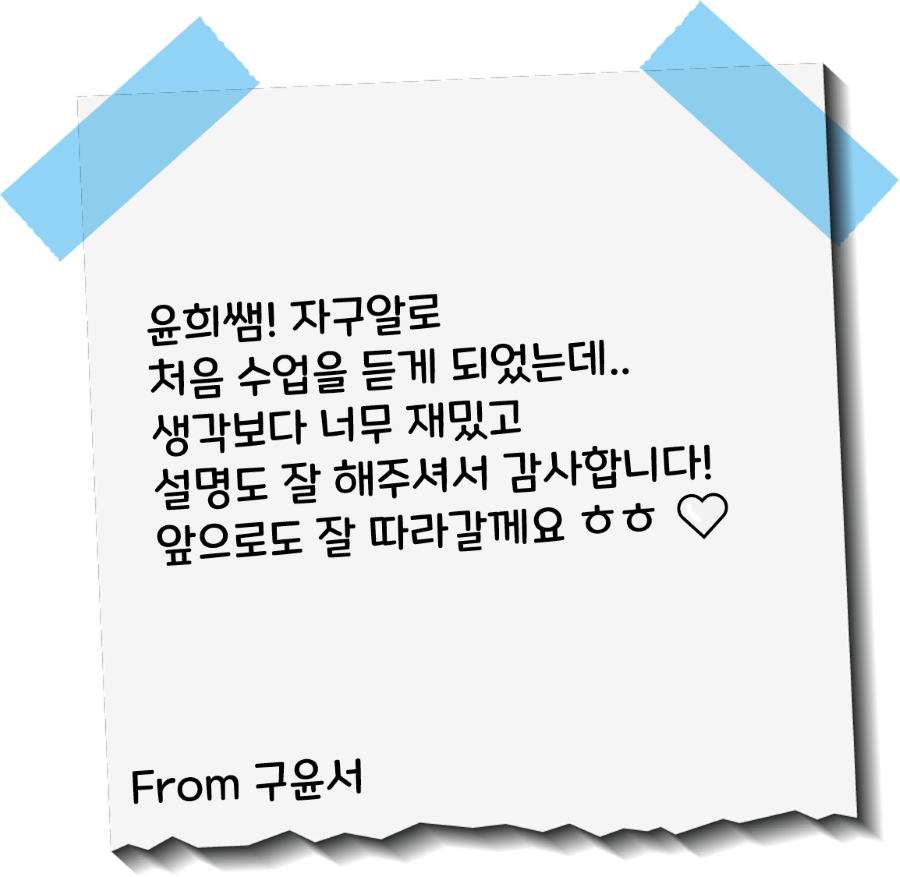 윤희쌤! 자구알로
처음 수업을 듣게 되었는데..
생각보다 너무 재밌고
설명도 잘 해주셔서 감사합니다!
앞으로도 잘 따라갈께요 ㅎㅎ ♡
From 구윤서